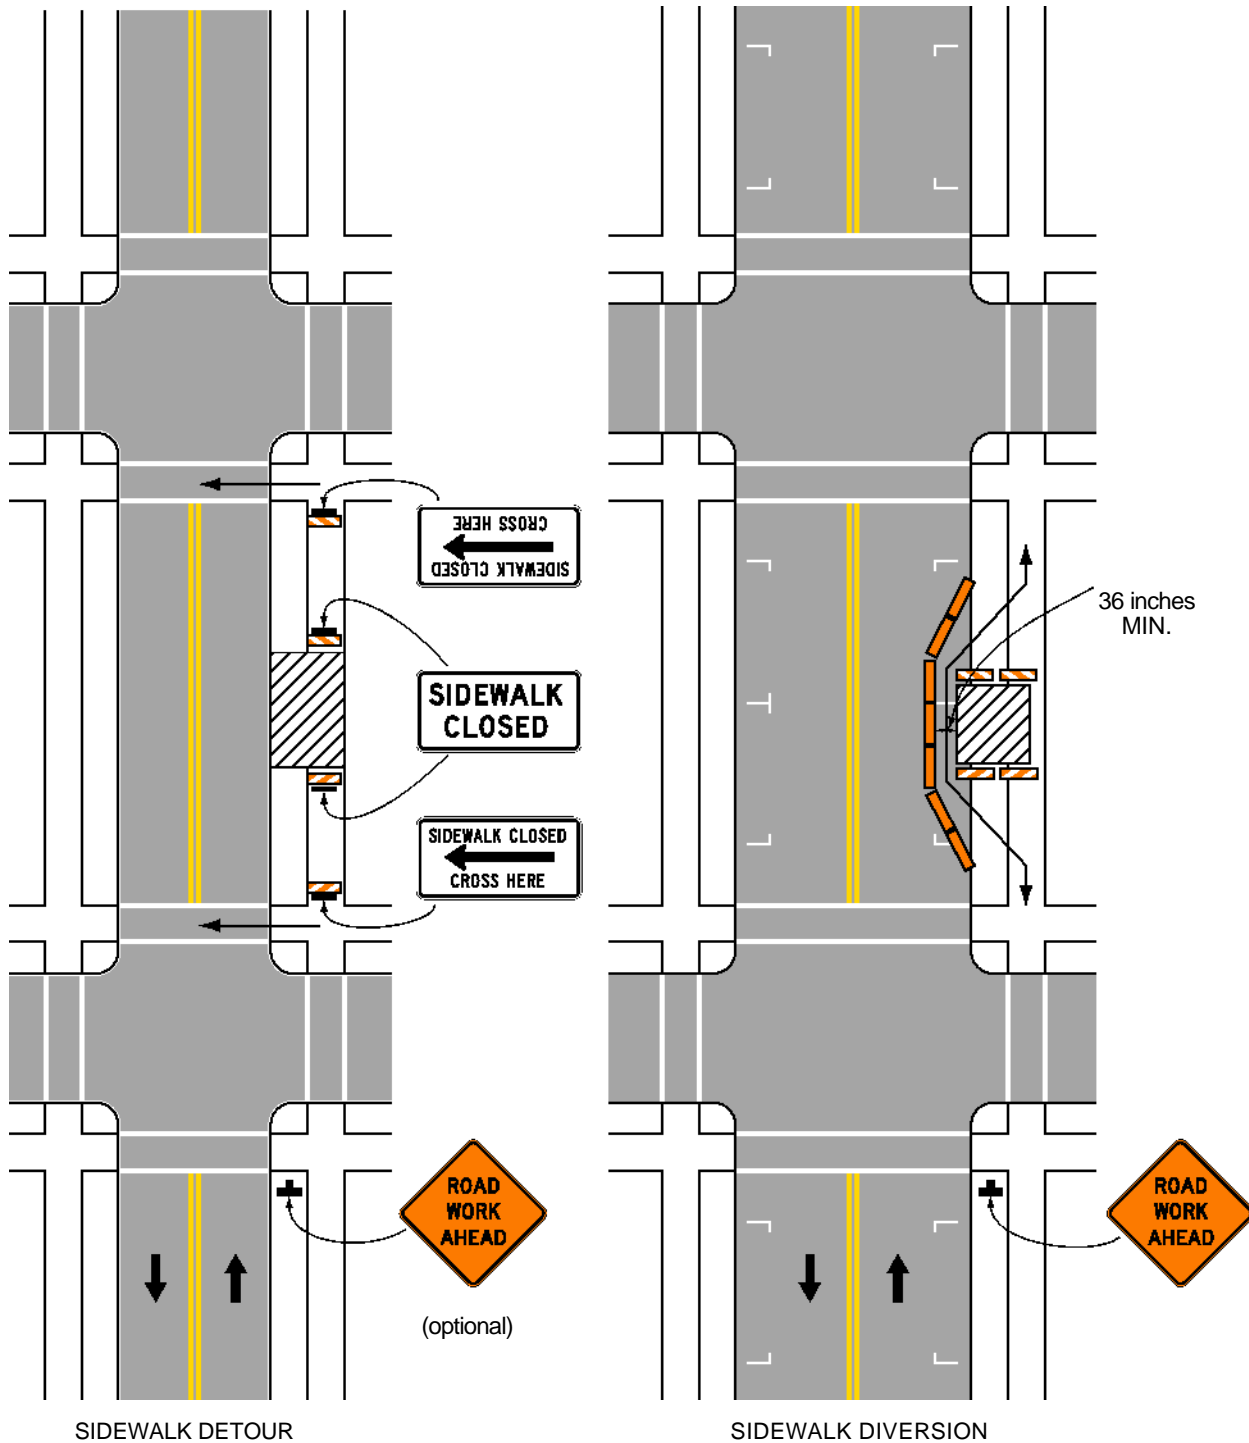 CROSS HERE
SIDEWALK CLOSED
36 inches
MIN.
SIDEWALK
CLOSED
SIDEWALK CLOSED
CROSS HERE
ROAD
WORK
AHEAD
(optional)
ROAD
WORK
AHEAD
SIDEWALK DETOUR
SIDEWALK DIVERSION